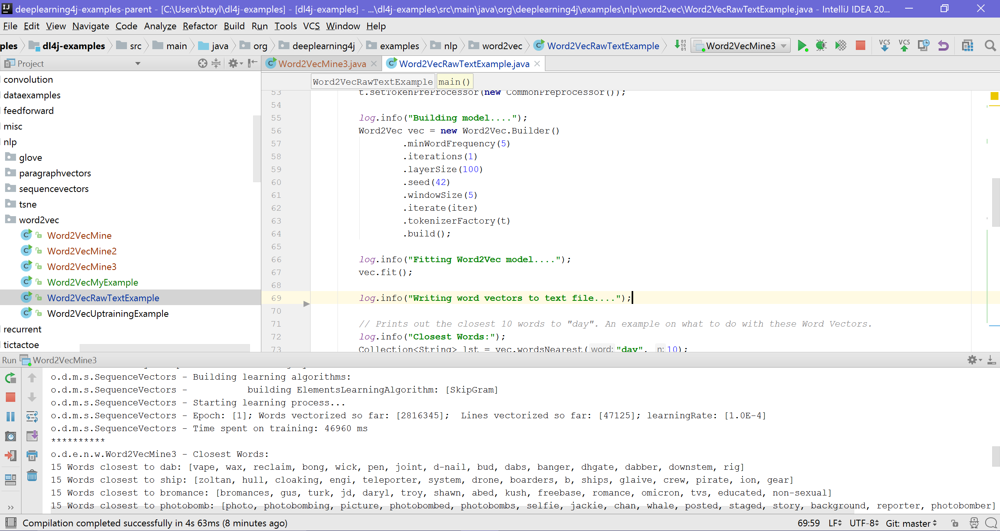 deeplearning4j-examples-parent - [C:\Users\btayl\dl4j-examples] - [dl4j-examples] - ...\dl4j-examples\src\main\java\org\deeplearning4j\examples\nlp\word2vec\Word2VecRawTextExample.java - IntelliJ IDEA 20...
File Edit View Navigate Code Analyze Refactor Build Run Tools VCS Window Help
ples dl4j-examples src main java org deeplearning4j examples nlp word2vec Word2VecRawTextExample Word2VecMine3 VCS VCS
Project
Word2VecMine3.java Word2VecRawTextExample.java
Word2VecRawTextExample main()
convolution
dataexamples
feedforward
misc
nlp
glove
paragraphvectors
sequencevectors
tsne
word2vec
Word2VecMine
Word2VecMine2
Word2VecMine3
Word2VecMyExample
Word2VecRawTextExample
Word2VecUptrainingExample
recurrent
tictactoe
53 t.setTokenPreProcessor(new CommonPreprocessor());
54
55 log.info("Building model....");
56 Word2Vec vec = new Word2Vec.Builder()
57 .minWordFrequency(5)
58 .iterations(1)
59 .layerSize(100)
60 .seed(42)
61 .windowSize(5)
62 .iterate(iter)
63 .tokenizerFactory(t)
64 .build();
65
66 log.info("Fitting Word2Vec model....");
67 vec.fit();
68
69 log.info("Writing word vectors to text file....");
70
71 // Prints out the closest 10 words to "day". An example on what to do with these Word Vectors.
72 log.info("Closest Words:");
73 Collection<String> lst = vec.wordsNearest( word: "day", n: 10);
Run Word2VecMine3
o.d.m.s.SequenceVectors - Building learning algorithms:
o.d.m.s.SequenceVectors - building ElementsLearningAlgorithm: [SkipGram]
o.d.m.s.SequenceVectors - Starting learning process...
o.d.m.s.SequenceVectors - Epoch: [1]; Words vectorized so far: [2816345]; Lines vectorized so far: [47125]; learningRate: [1.0E-4]
o.d.m.s.SequenceVectors - Time spent on training: 46960 ms
**********
o.d.e.n.w.Word2VecMine3 - Closest Words:
15 Words closest to dab: [vape, wax, reclaim, bong, wick, pen, joint, d-nail, bud, dabs, banger, dhgate, dabber, downstem, rig]
15 Words closest to ship: [zoltan, hull, cloaking, engi, teleporter, system, drone, boarders, b, ships, glaive, crew, pirate, ion, gear]
15 Words closest to bromance: [bromances, gus, turk, jd, daryl, troy, shawn, abed, kush, freebase, romance, omicron, tvs, educated, non-sexual]
15 Words closest to photobomb: [photo, photobombing, picture, photobombed, photobombs, selfie, jackie, chan, whale, posted, staged, story, background, reporter, photobomber]
Compilation completed successfully in 4s 63ms (8 minutes ago) 69:59 LF UTF-8 Git: master